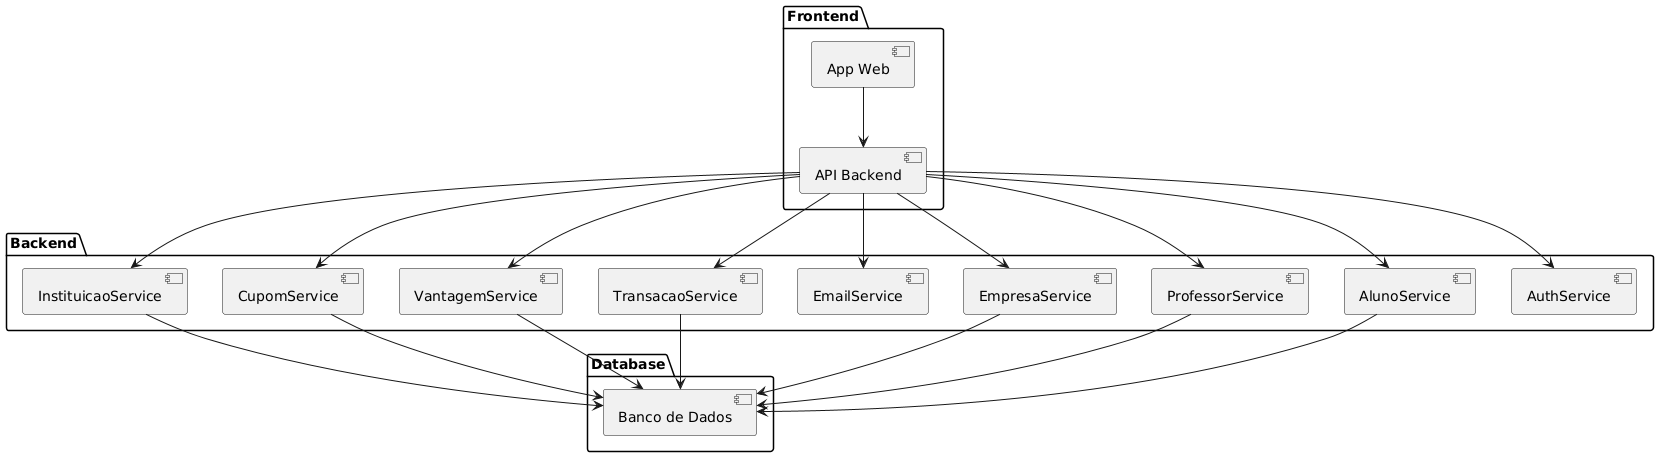 Frontend
App Web
API Backend
Backend
InstituicaoService
CupomService
VantagemService
TransacaoService
EmailService
EmpresaService
ProfessorService
AlunoService
AuthService
Database
Banco de Dados